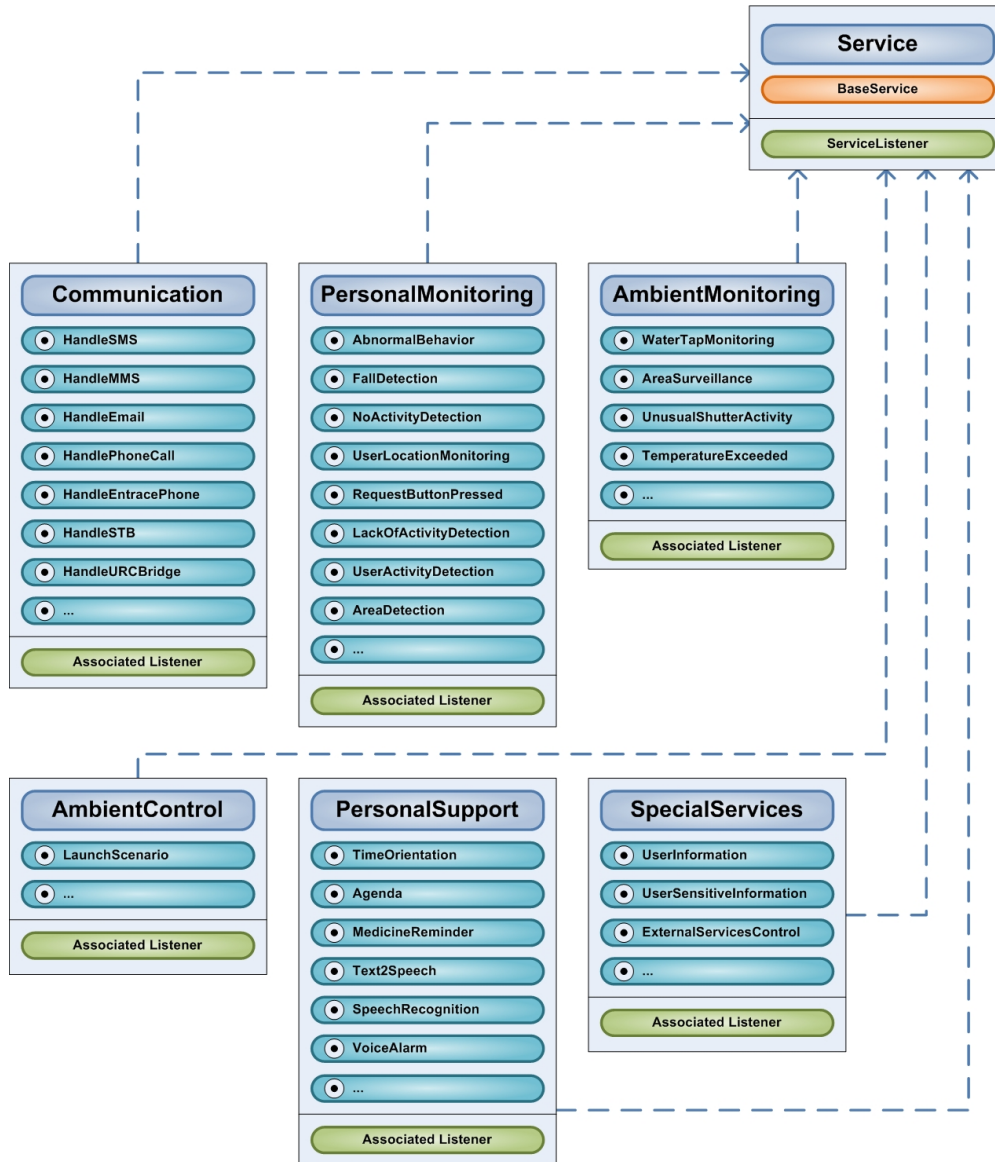 Service
BaseService
ServiceListener
Communication
HandleSMS
HandleMMS
HandleEmail
HandlePhoneCall
HandleEntracePhone
HandleSTB
HandleURCBridge
...
Associated Listener
PersonalMonitoring
AbnormalBehavior
FallDetection
NoActivityDetection
UserLocationMonitoring
RequestButtonPressed
LackOfActivityDetection
UserActivityDetection
AreaDetection
...
Associated Listener
AmbientMonitoring
WaterTapMonitoring
AreaSurveillance
UnusualShutterActivity
TemperatureExceeded
...
Associated Listener
AmbientControl
LaunchScenario
...
Associated Listener
PersonalSupport
TimeOrientation
Agenda
MedicineReminder
Text2Speech
SpeechRecognition
VoiceAlarm
...
Associated Listener
SpecialServices
UserInformation
UserSensitiveInformation
ExternalServicesControl
...
Associated Listener